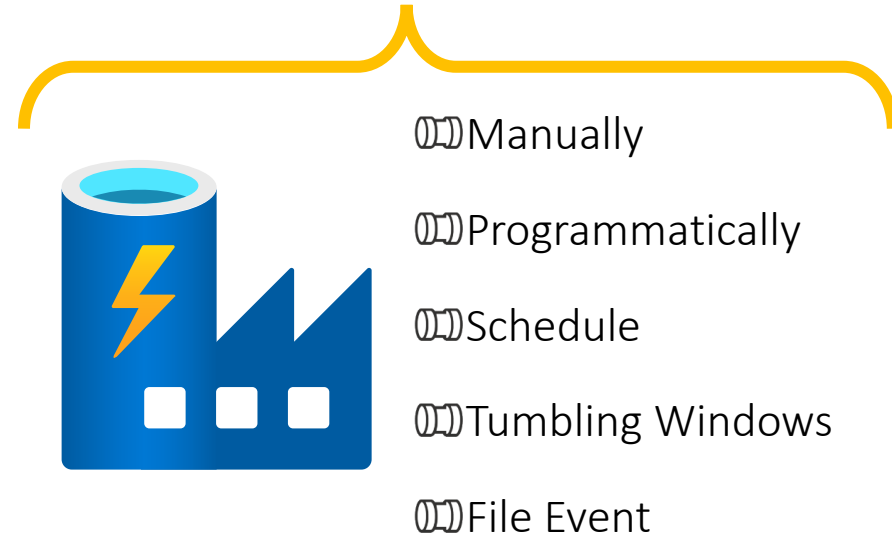 Manually
Programmatically
Schedule
Tumbling Windows
File Event